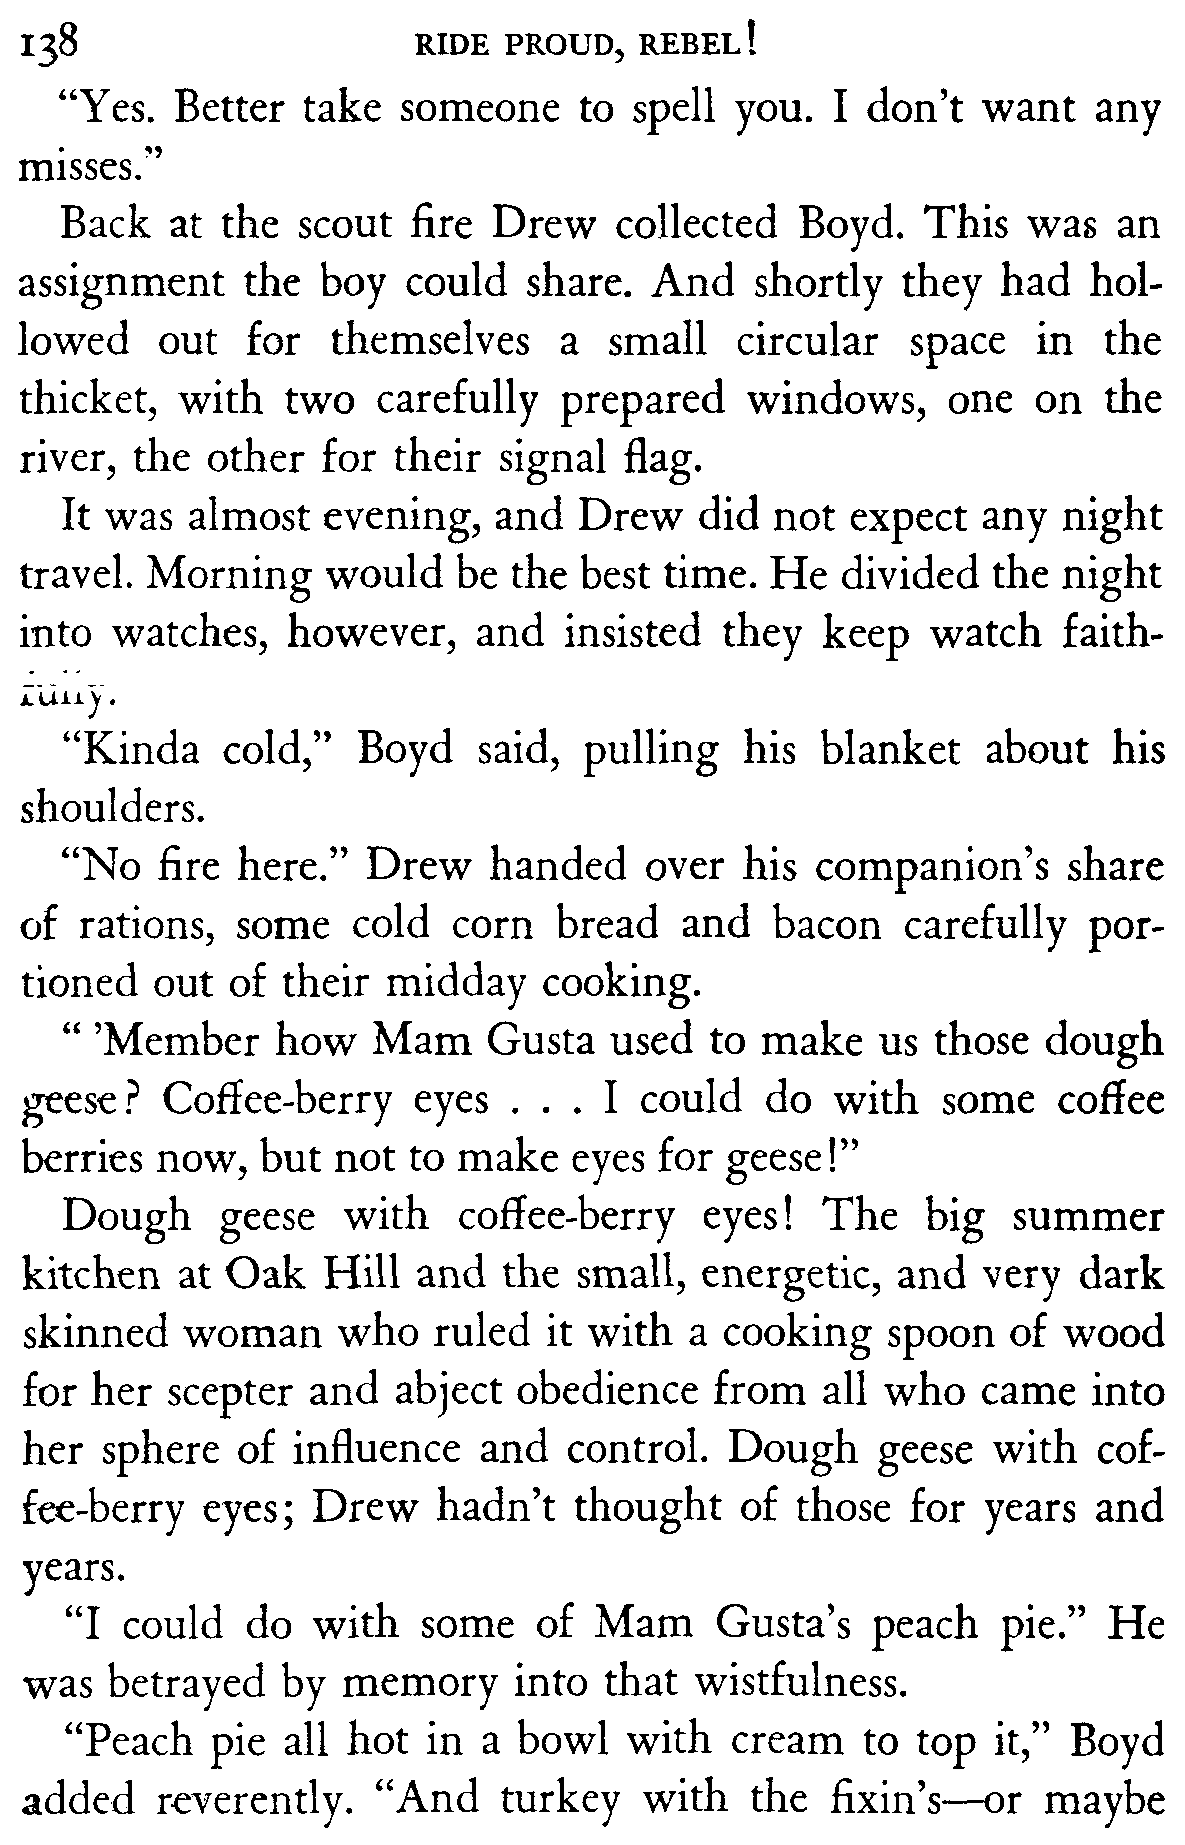 138 RIDE PROUD, REBEL!
“Yes. Better take someone to spell you. I don’t want any
misses.”
Back at the scout fire Drew collected Boyd. This was an
assignment the boy could share. And shortly they had hol-
lowed out for themselves a small circular space in the
thicket, with two carefully prepared windows, one on the
river, the other for their signal flag.
It was almost evening, and Drew did not expect any night
travel. Morning would be the best time. He divided the night
into watches, however, and insisted they keep watch faith-
fully.
“Kinda cold,” Boyd said, pulling his blanket about his
shoulders.
“No fire here.” Drew handed over his companion’s share
of rations, some cold corn bread and bacon carefully por-
tioned out of their midday cooking.
“ ’Member how Mam Gusta used to make us those dough
geese? Coffee-berry eyes . . . I could do with some coffee
berries now, but not to make eyes for geese!”
Dough geese with coffee-berry eyes! The big summer
kitchen at Oak Hill and the small, energetic, and very dark
skinned woman who ruled it with a cooking spoon of wood
for her scepter and abject obedience from all who came into
her sphere of influence and control. Dough geese with cof-
fee-berry eyes; Drew hadn’t thought of those for years and
years.
“I could do with some of Mam Gusta’s peach pie.” He
was betrayed by memory into that wistfulness.
“Peach pie all hot in a bowl with cream to top it,” Boyd
added reverently. “And turkey with the fixin’s—or maybe